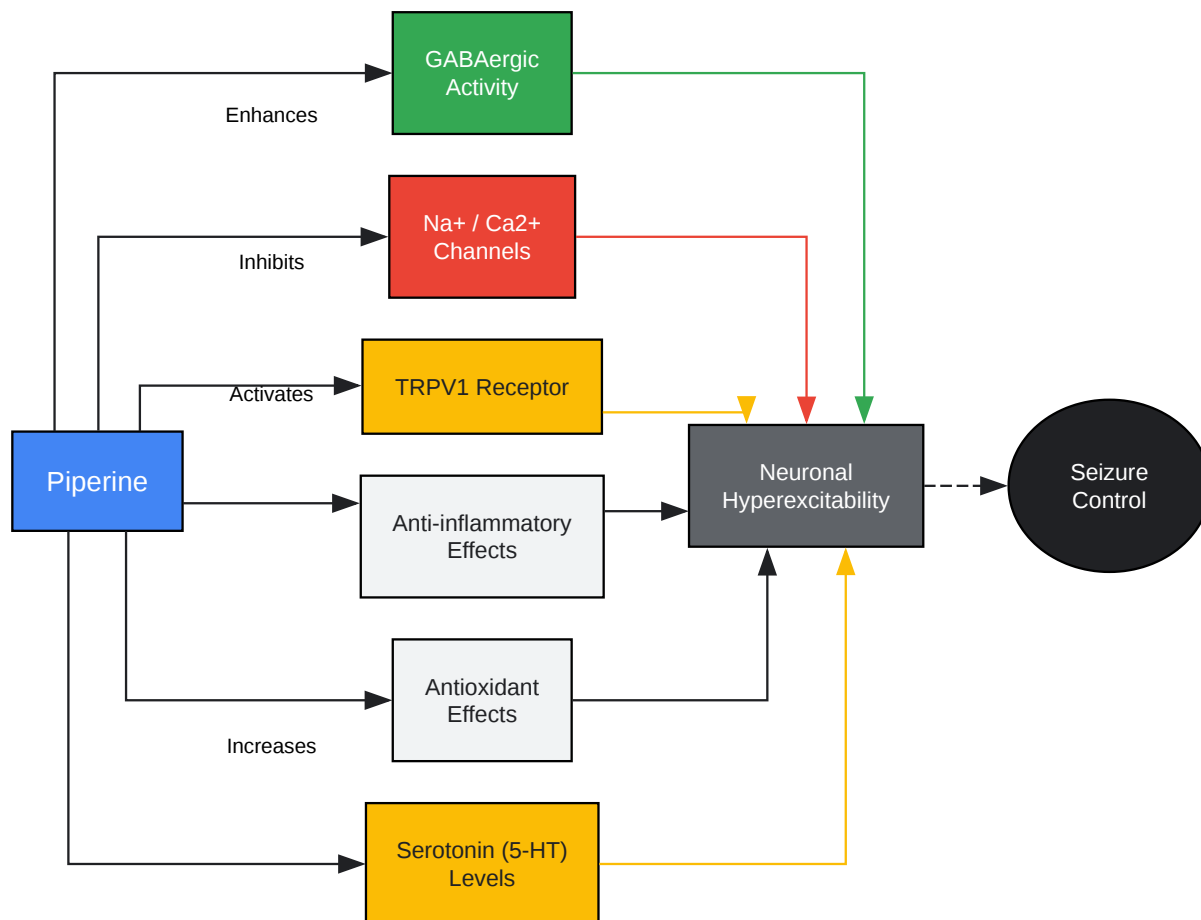 GABAergic
Activity
Enhances
Na+ / Ca2+
Channels
Inhibits
TRPV1 Receptor
Activates
Piperine
Anti-inflammatory
Effects
Neuronal
Hyperexcitability
Seizure
Control
Antioxidant
Effects
Increases
Serotonin (5-HT)
Levels